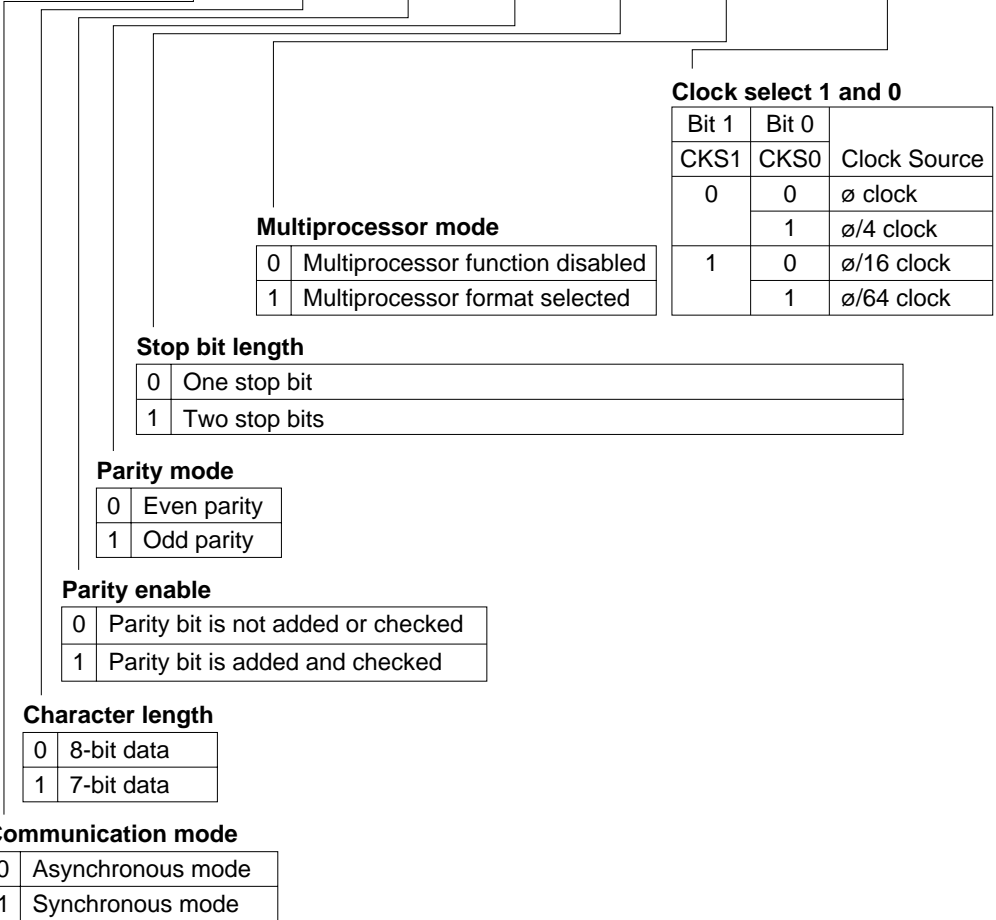 Clock select 1 and 0
Bit 1 Bit 0
CKS1 CKS0 Clock Source
0 0 ø clock
1 ø/4 clock
1 0 ø/16 clock
1 ø/64 clock
Multiprocessor mode
0 Multiprocessor function disabled
1 Multiprocessor format selected
Stop bit length
0 One stop bit
1 Two stop bits
Parity mode
0 Even parity
1 Odd parity
Parity enable
0 Parity bit is not added or checked
1 Parity bit is added and checked
Character length
0 8-bit data
1 7-bit data
Communication mode
0 Asynchronous mode
1 Synchronous mode